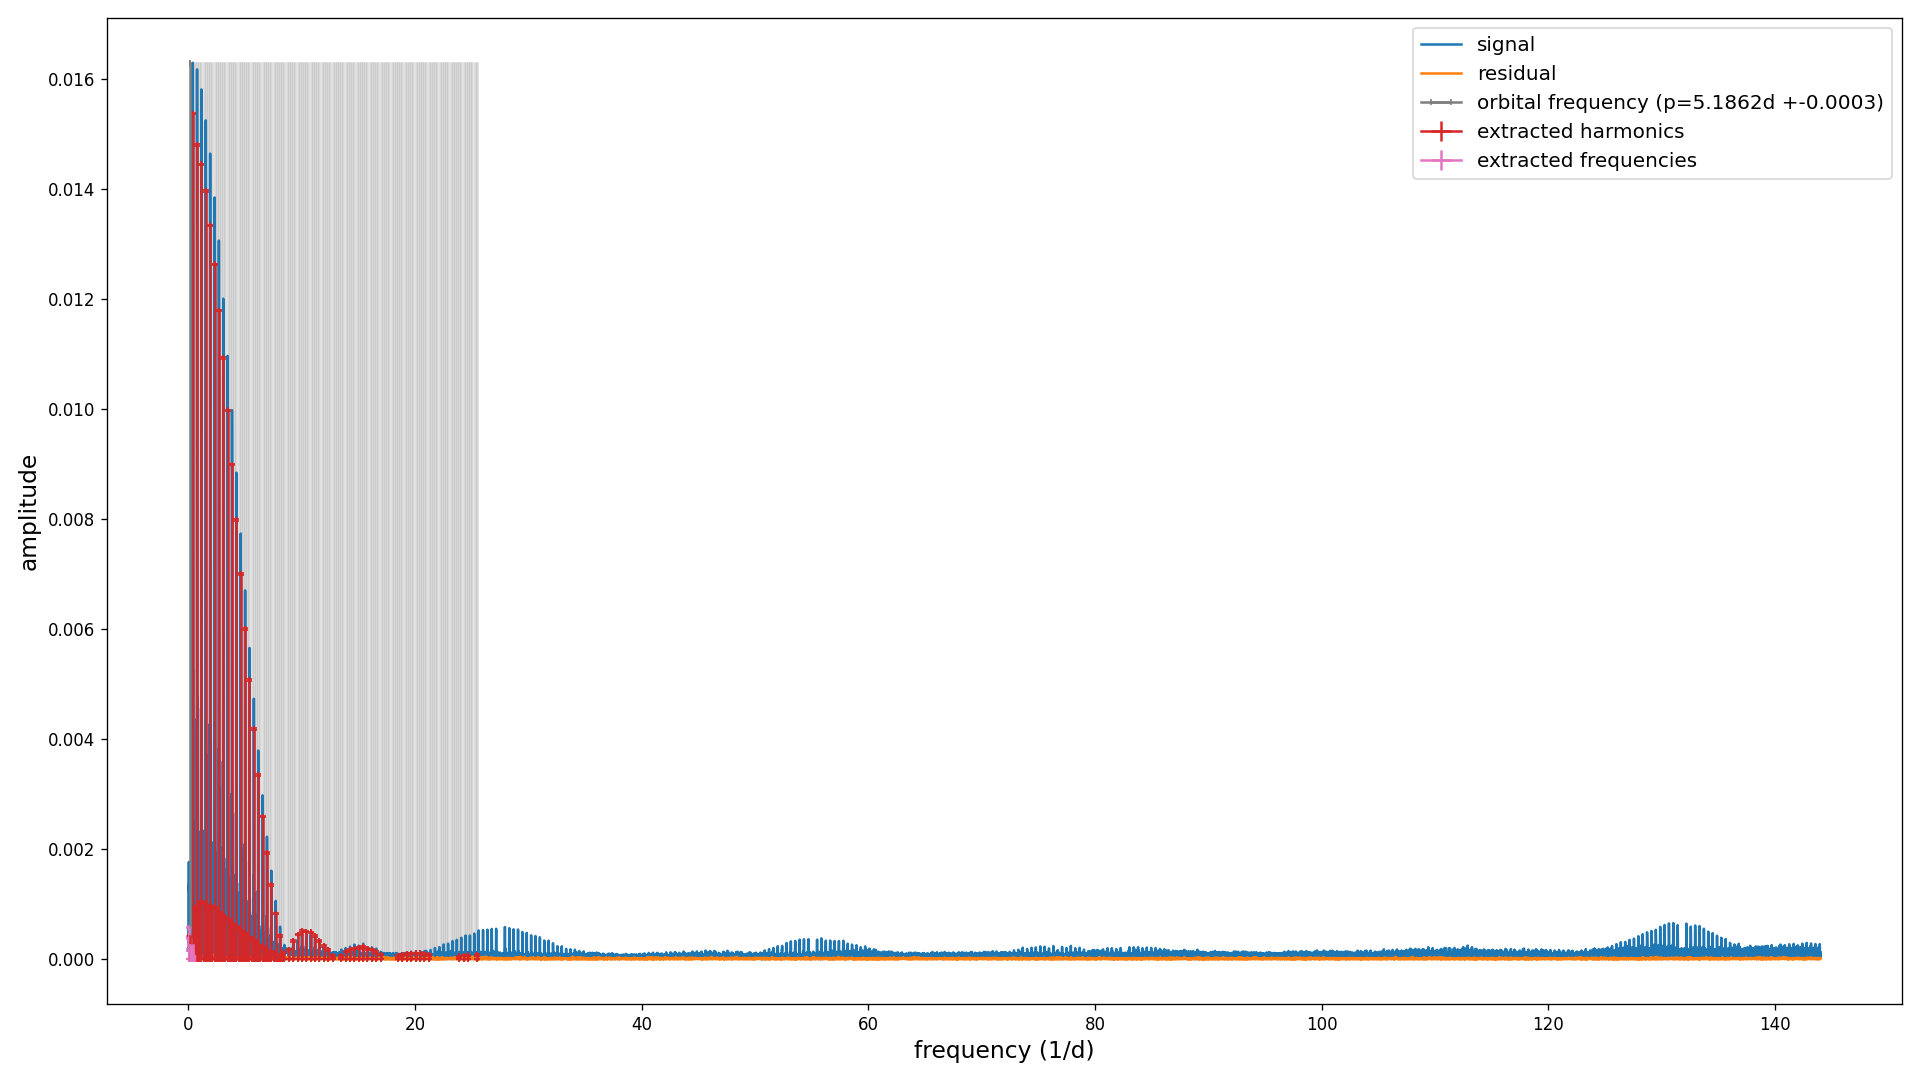 signal
residual
orbital frequency (p=5.1862d +-0.0003)
extracted harmonics
extracted frequencies
amplitude
0.016
0.014
0.012
0.010
0.008
0.006
0.004
0.002
0.000
0 20 40 60 80 100 120 140
frequency (1/d)